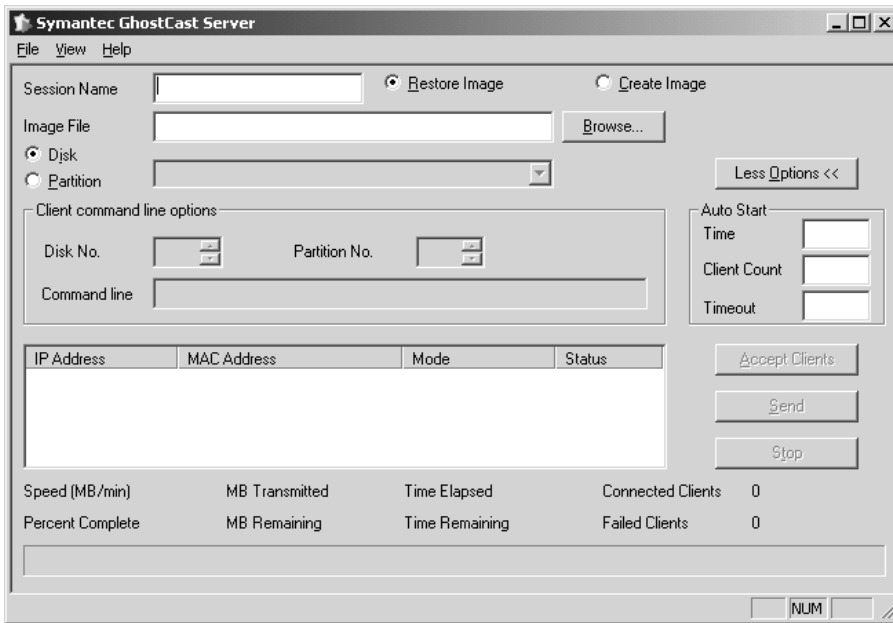 Symantec GhostCast Server
File View Help
Session Name Restore Image Create Image
Image File Browse...
Disk
Partition Less Options <<
Client command line options Auto Start
Time
Disk No. Partition No.
Client Count
Command line
Timeout
IP Address MAC Address Mode Status
Accept Clients
Send
Stop
Speed (MB/min) MB Transmitted Time Elapsed Connected Clients 0
Percent Complete MB Remaining Time Remaining Failed Clients 0
NUM